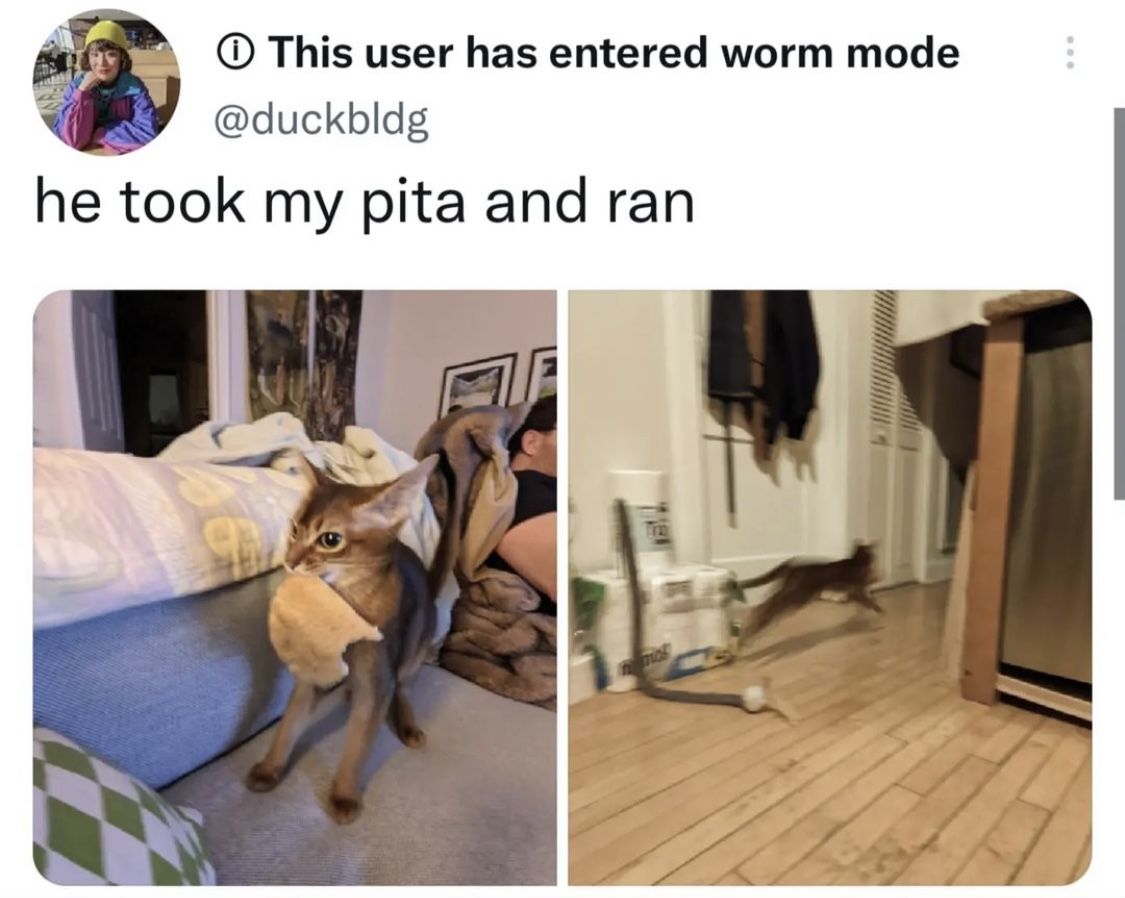 ⓘ This user has entered worm mode
@duckbldg
he took my pita and ran